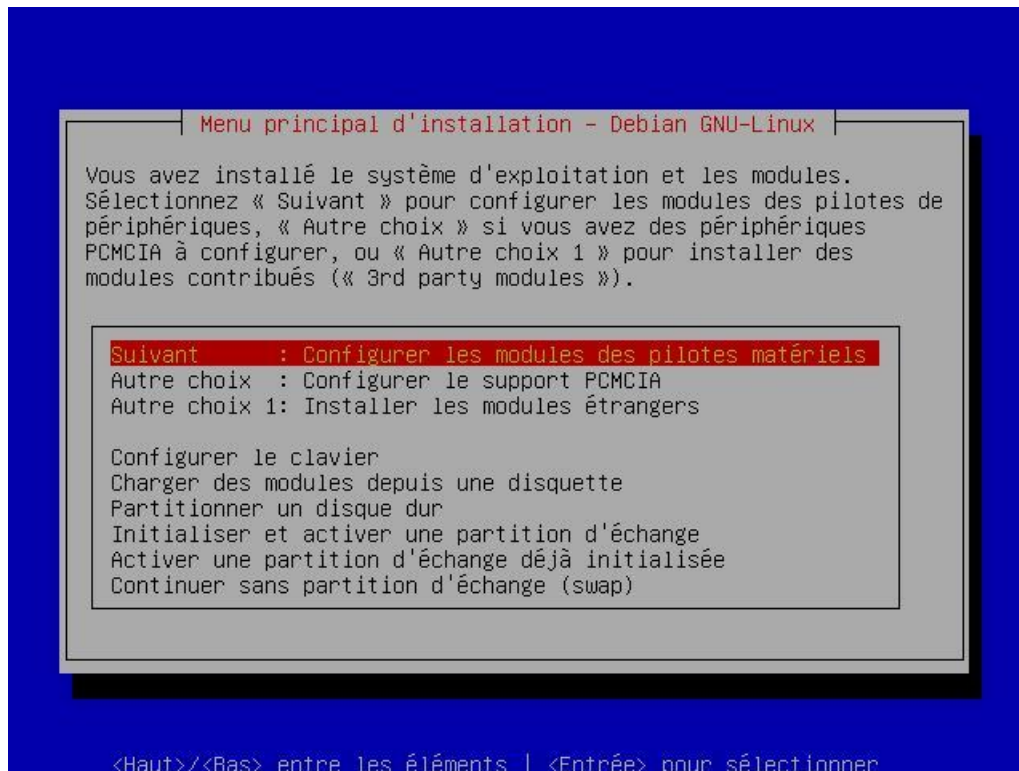 Menu principal d'installation – Debian GNU-Linux
Vous avez installé le système d'exploitation et les modules.
Sélectionnez « Suivant » pour configurer les modules des pilotes de
périphériques, « Autre choix » si vous avez des périphériques
PCMCIA à configurer, ou « Autre choix 1 » pour installer des
modules contribués (« 3rd party modules »).
Suivant : Configurer les modules des pilotes matériels
Autre choix : Configurer le support PCMCIA
Autre choix 1: Installer les modules étrangers
Configurer le clavier
Charger des modules depuis une disquette
Partitionner un disque dur
Initialiser et activer une partition d'échange
Activer une partition d'échange déjà initialisée
Continuer sans partition d'échange (swap)
<Haut>/<Bas> entre les éléments | <Entrée> pour sélectionner